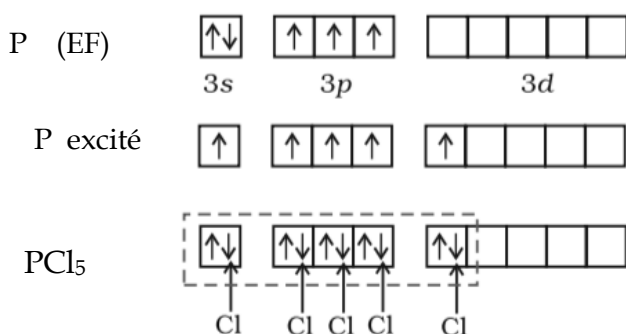 P (EF)
3s 3p 3d
P excité
PCl₅
Cl Cl Cl Cl Cl